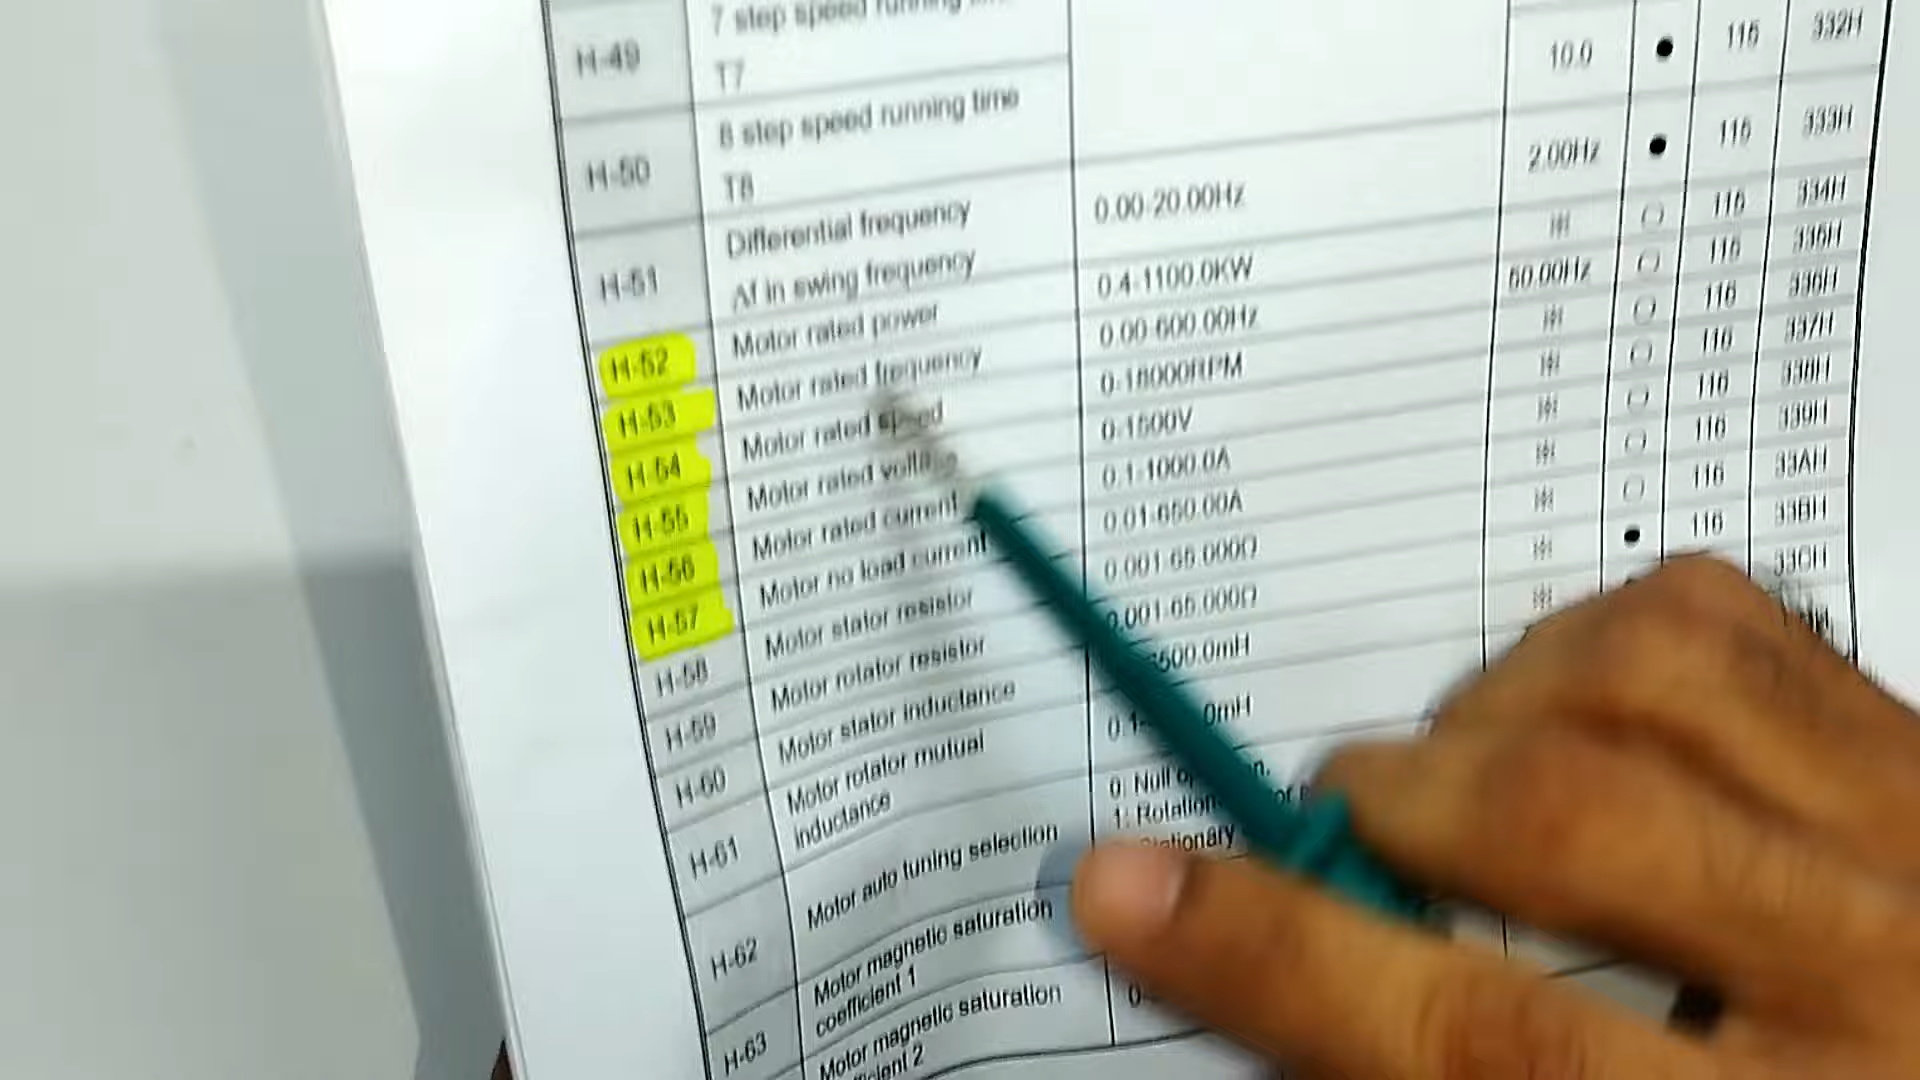 7 step speed running time
H-49
T7
10.0 ● 115 332H
8 step speed running time
H-50
T8
2.00Hz ● 115 333H
Differential frequency
H-51
Δf in swing frequency
0.00-20.00Hz
※ ○ 115 334H
H-52 Motor rated power 0.4-1100.0KW
60.00Hz ○ 116 335H
H-53 Motor rated frequency 0.00-600.00Hz
※ ○ 116 336H
H-54 Motor rated speed 0-18000RPM
※ ○ 116 337H
H-55 Motor rated 0-1500V
※ ○ 116 338H
H-56 Motor rated current 0.1-1000.0A
※ ○ 116 339H
H-57 Motor no load current 0.01-650.00A
※ ○ 116 33AH
H-58 Motor stator resistor 0.001-65.000Ω
※ ● 116 33BH
H-59 Motor rotator resistor 0.001-65.000Ω
※ 33CH
H-60 Motor stator inductance
H-61 Motor rotator mutual
inductance
H-62 Motor auto tuning selection
0: Null
1: Rotation
H-63 Motor magnetic saturation
coefficient 1
Motor magnetic saturation
2